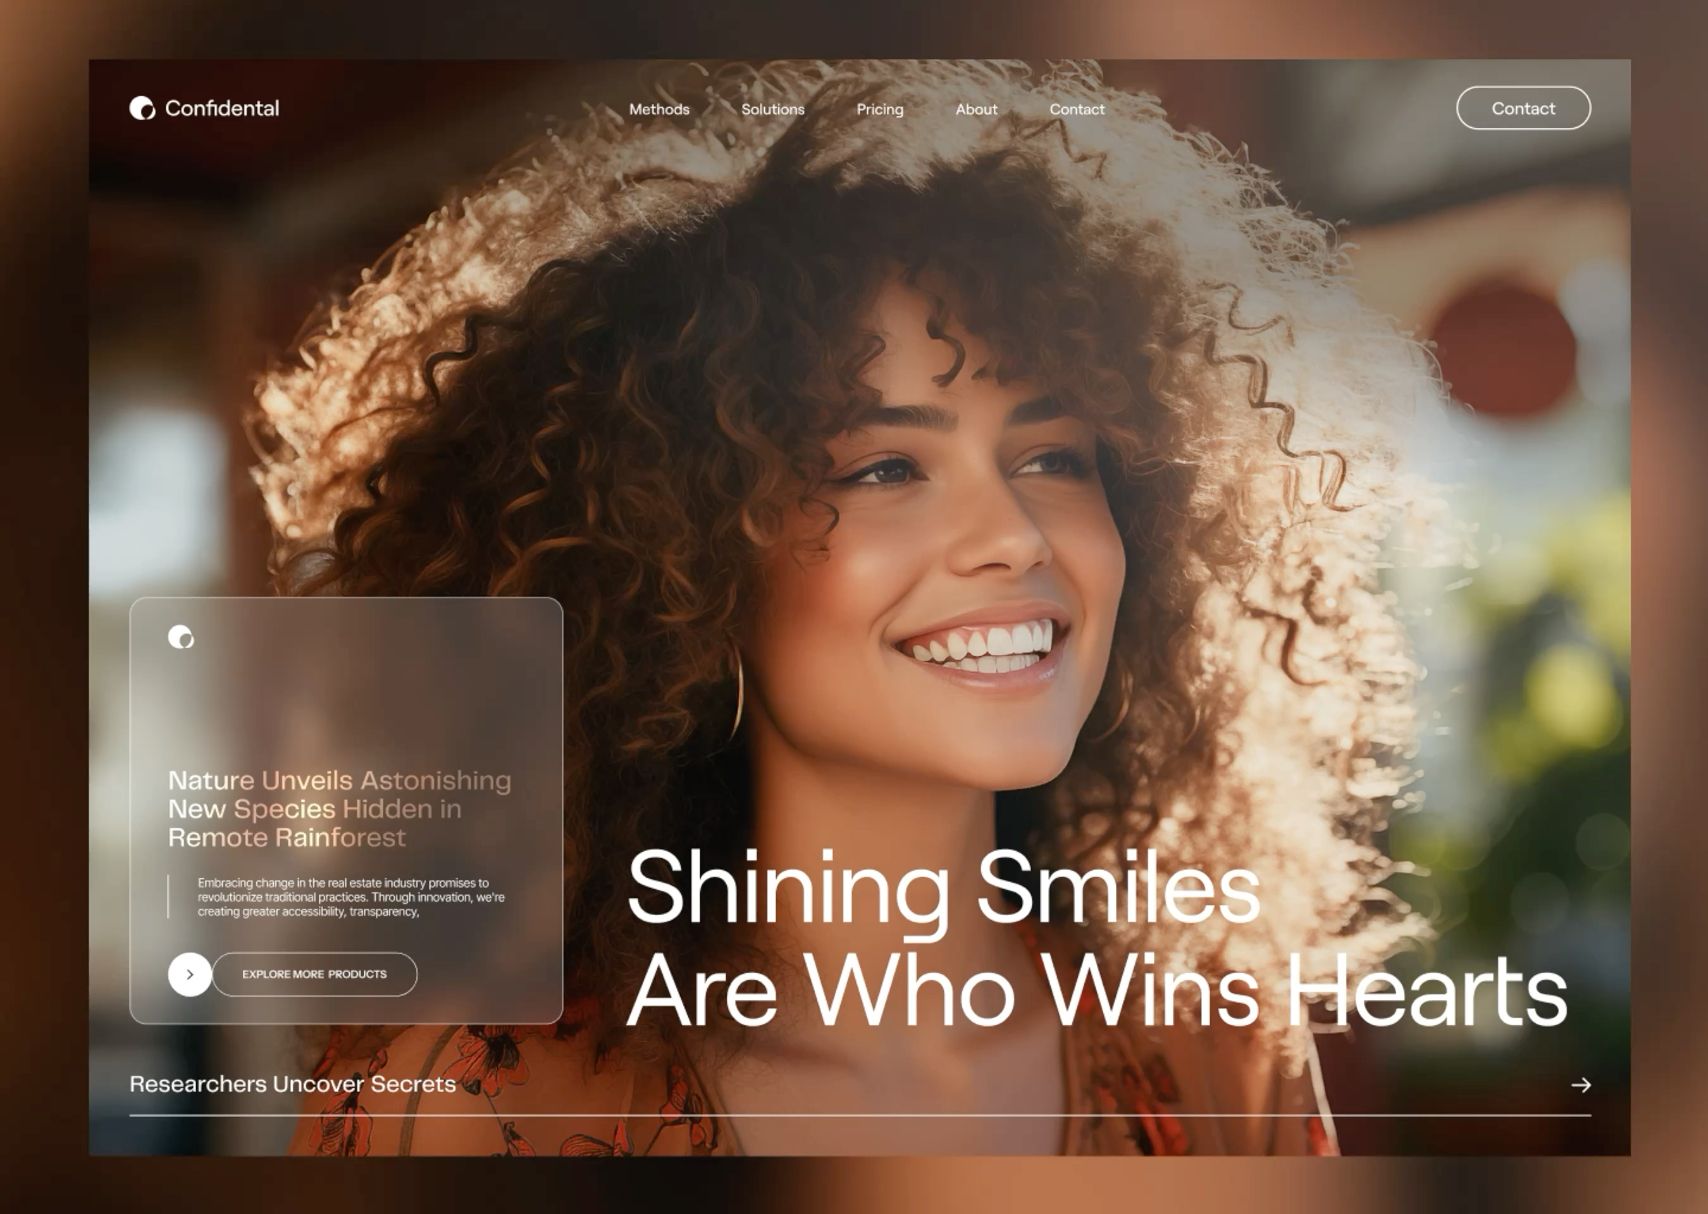 Confidental
Methods
Solutions
Pricing
About
Contact
Contact
Nature Unveils Astonishing
New Species Hidden in
Remote Rainforest
Embracing change in the real estate industry promises to
revolutionize traditional practices. Through innovation, we're
creating greater accessibility, transparency,
EXPLORE MORE PRODUCTS
Shining Smiles
Are Who Wins Hearts
Researchers Uncover Secrets